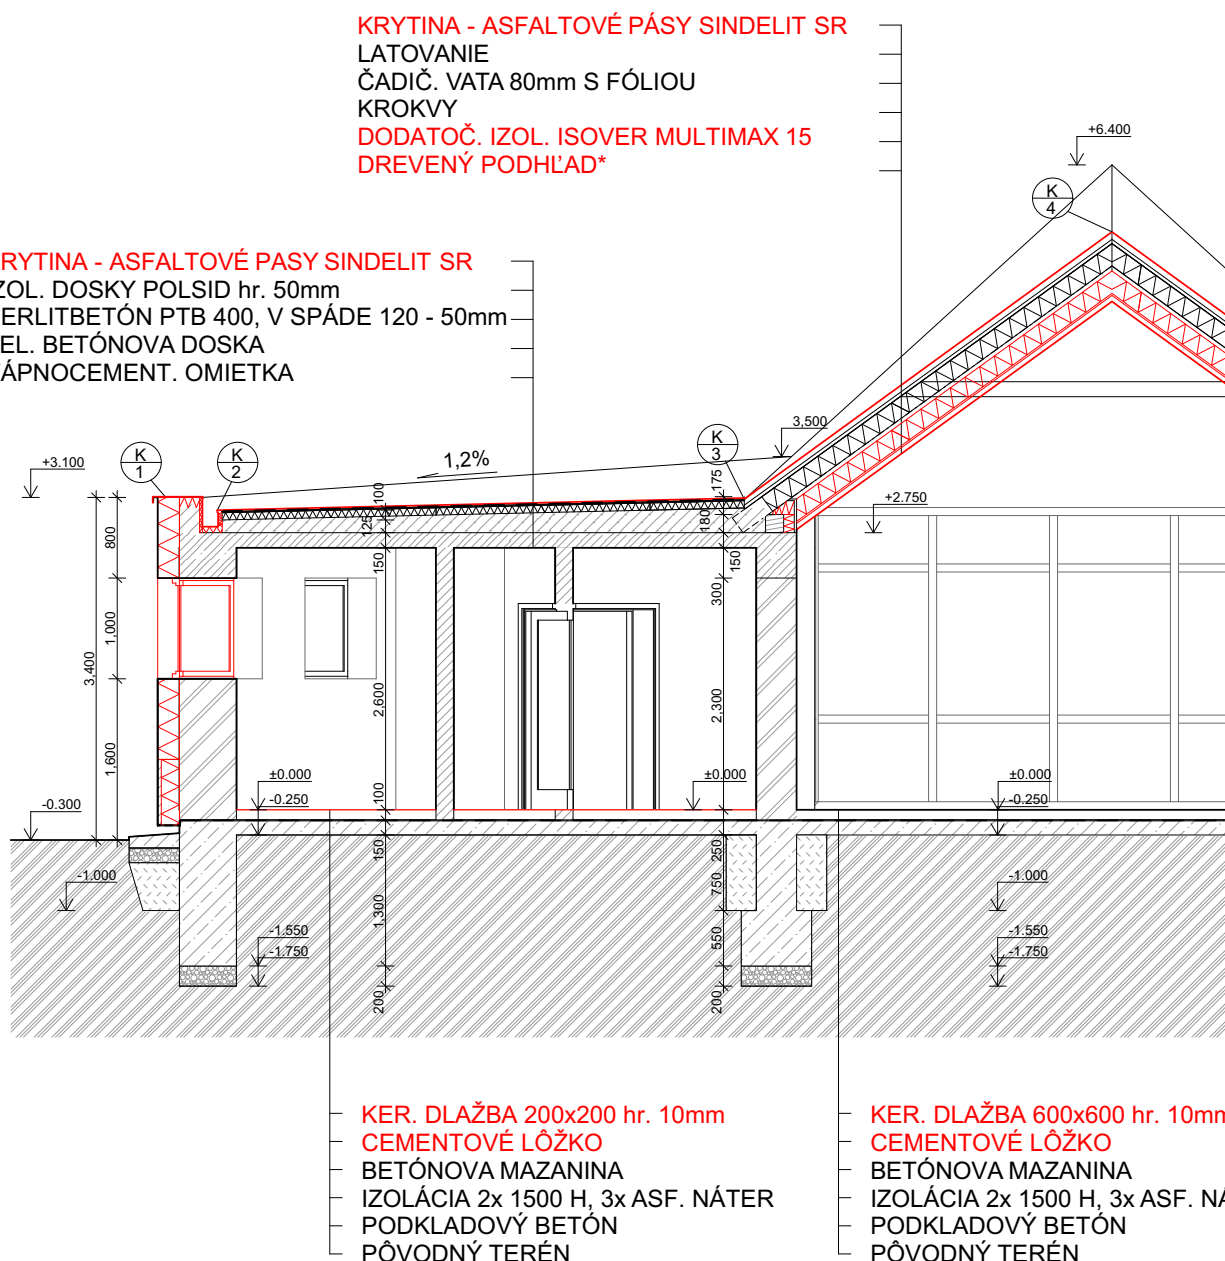 KRYTINA - ASFALTOVÉ PÁSY SINDELIT SR
LATOVANIE
ČADIČ. VATA 80mm S FÓLIOU
KROKVY
DODATOČ. IZOL. ISOVER MULTIMAX 15
DREVENÝ PODHĽAD*
+6.400
K
4
RYTINA - ASFALTOVÉ PASY SINDELIT SR
ZOL. DOSKY POLSID hr. 50mm
ERLITBETÓN PTB 400, V SPÁDE 120 - 50mm
EL. BETÓNOVA DOSKA
ÁPNOCEMENT. OMIETKA
3,500
K
1
K
2
K
3
+3.100
1,2%
175
100
+2.750
180
125
800
150
150
300
1,000
3,400
2,600
2,300
1,600
±0.000
-0.250
100
±0.000
±0.000
-0.250
-0.300
150
250
-1.000
750
-1.000
1,300
550
-1.550
-1.750
-1.550
-1.750
200
200
KER. DLAŽBA 200x200 hr. 10mm
CEMENTOVÉ LÔŽKO
BETÓNOVA MAZANINA
IZOLÁCIA 2x 1500 H, 3x ASF. NÁTER
PODKLADOVÝ BETÓN
PÔVODNÝ TERÉN
KER. DLAŽBA 600x600 hr. 10mm
CEMENTOVÉ LÔŽKO
BETÓNOVA MAZANINA
IZOLÁCIA 2x 1500 H, 3x ASF. NÁ
PODKLADOVÝ BETÓN
PÔVODNÝ TERÉN